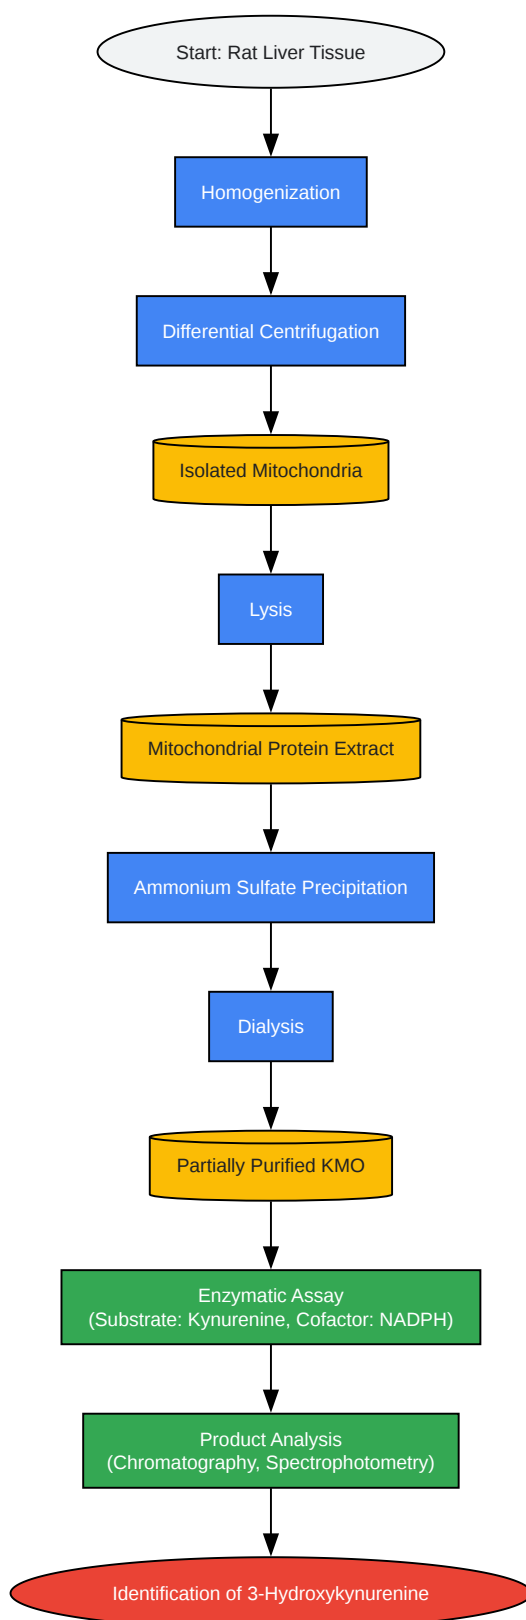 Start: Rat Liver Tissue
Homogenization
Differential Centrifugation
Isolated Mitochondria
Lysis
Mitochondrial Protein Extract
Ammonium Sulfate Precipitation
Dialysis
Partially Purified KMO
Enzymatic Assay
(Substrate: Kynurenine, Cofactor: NADPH)
Product Analysis
(Chromatography, Spectrophotometry)
Identification of 3-Hydroxykynurenine